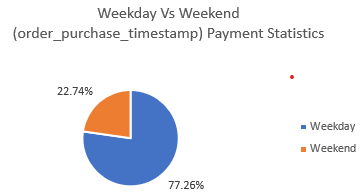 Weekday Vs Weekend
(order_purchase_timestamp) Payment Statistics
22.74%
Weekday
Weekend
77.26%